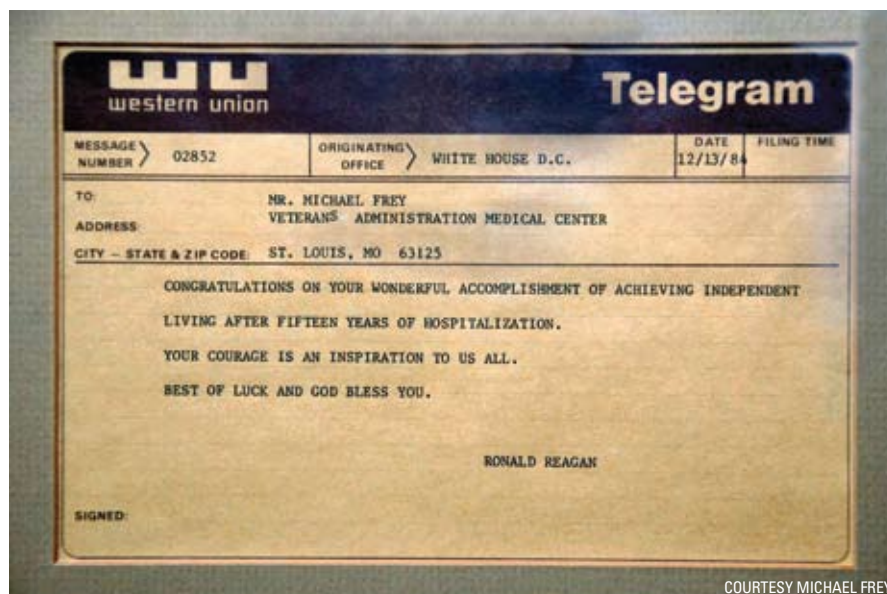 western union
Telegram
MESSAGE NUMBER 02852
ORIGINATING OFFICE WHITE HOUSE D.C.
DATE 12/13/84
FILING TIME
TO: MR. MICHAEL FREY
ADDRESS: VETERANS ADMINISTRATION MEDICAL CENTER
CITY – STATE & ZIP CODE: ST. LOUIS, MO 63125
CONGRATULATIONS ON YOUR WONDERFUL ACCOMPLISHMENT OF ACHIEVING INDEPENDENT
LIVING AFTER FIFTEEN YEARS OF HOSPITALIZATION.
YOUR COURAGE IS AN INSPIRATION TO US ALL.
BEST OF LUCK AND GOD BLESS YOU.
RONALD REAGAN
SIGNED:
COURTESY MICHAEL FREY